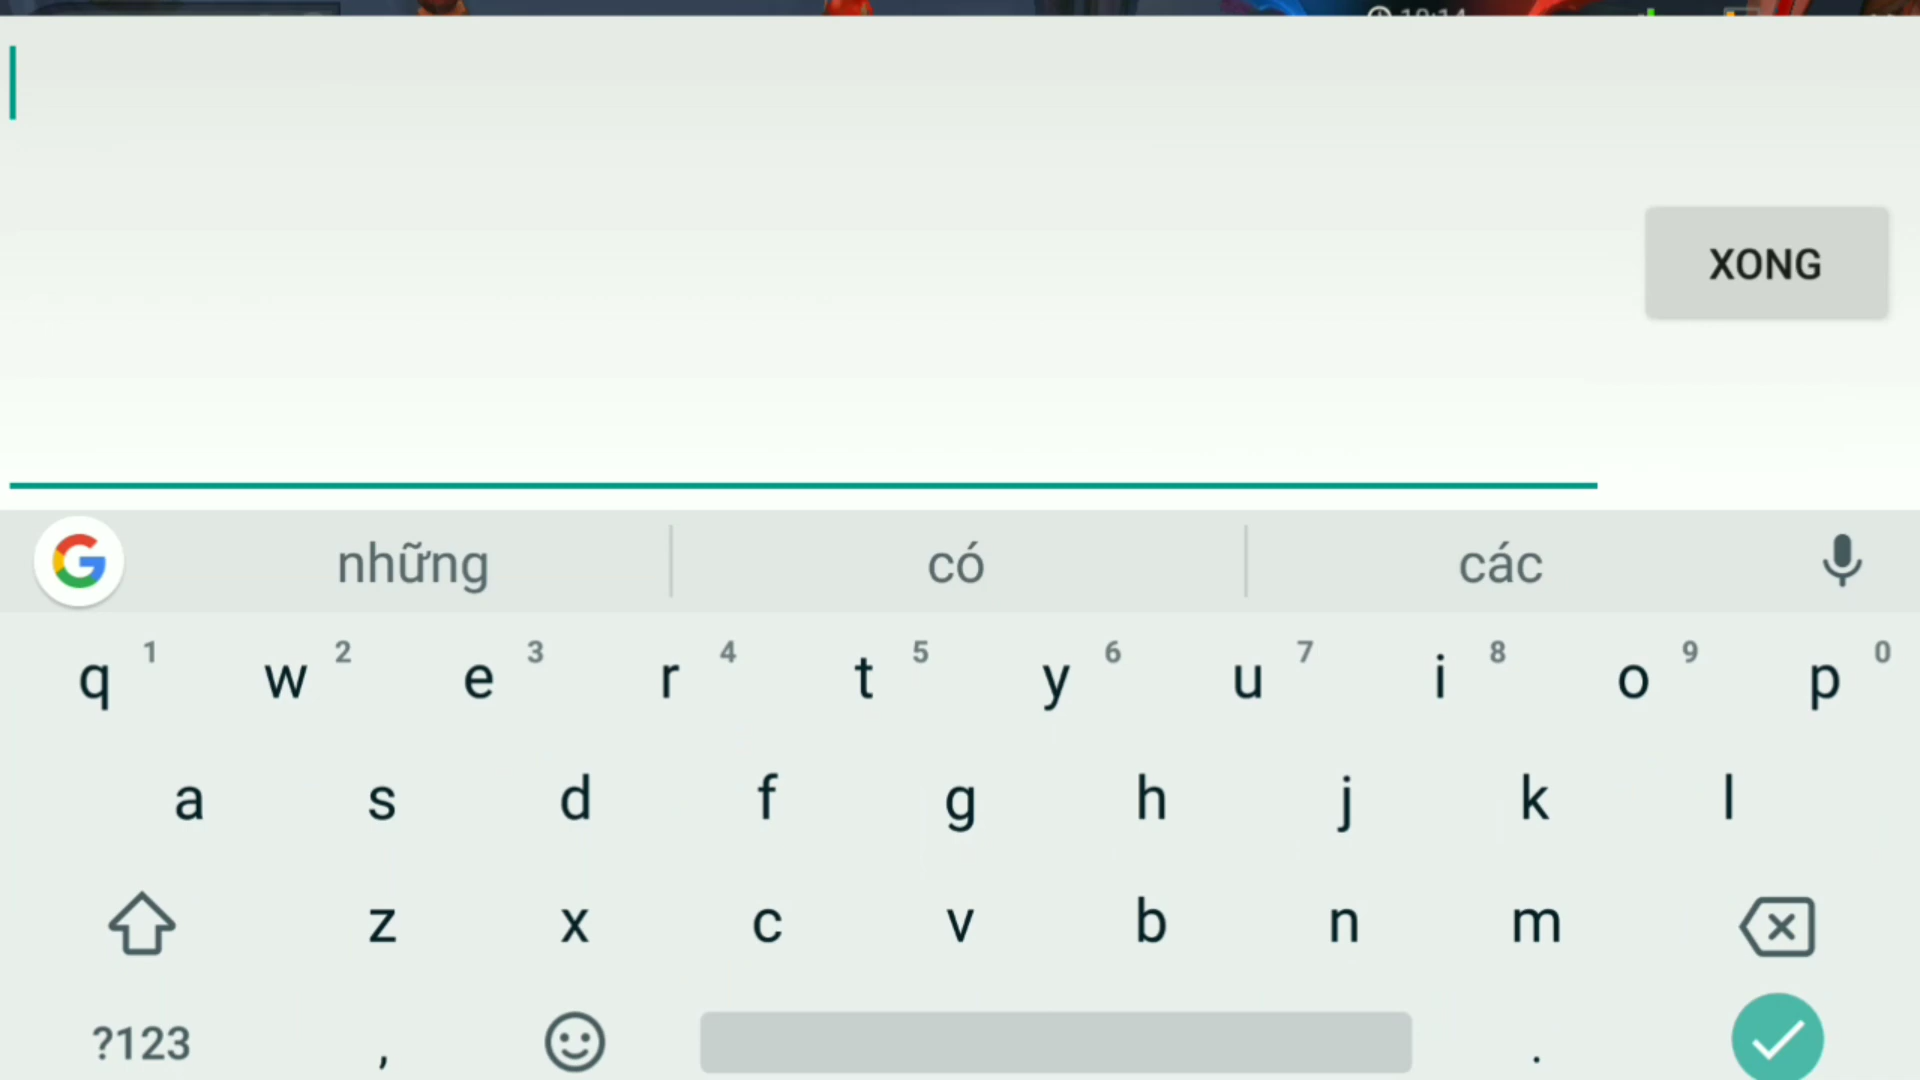 XONG
những có các
q 1 w 2 e 3 r 4 t 5 y 6 u 7 i 8 o 9 p 0
a s d f g h j k l
z x c v b n m
?123 , .